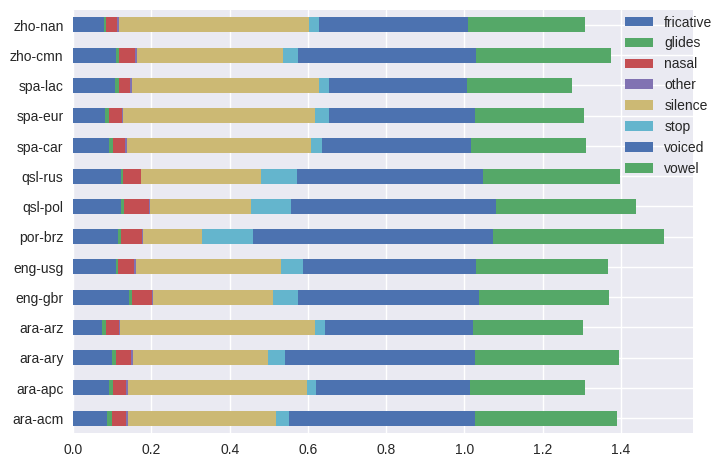 zho-nan
zho-cmn
spa-lac
spa-eur
spa-car
qsl-rus
qsl-pol
por-brz
eng-usg
eng-gbr
ara-arz
ara-ary
ara-apc
ara-acm
0.0 0.2 0.4 0.6 0.8 1.0 1.2 1.4
fricative
glides
nasal
other
silence
stop
voiced
vowel